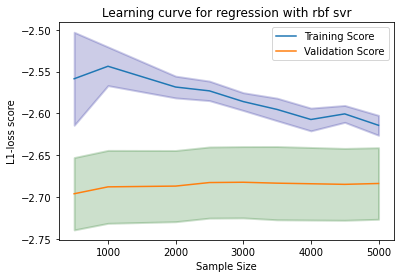 Learning curve for regression with rbf svr
Training Score
Validation Score
L1-loss score
−2.50
−2.55
−2.60
−2.65
−2.70
−2.75
1000
2000
3000
4000
5000
Sample Size